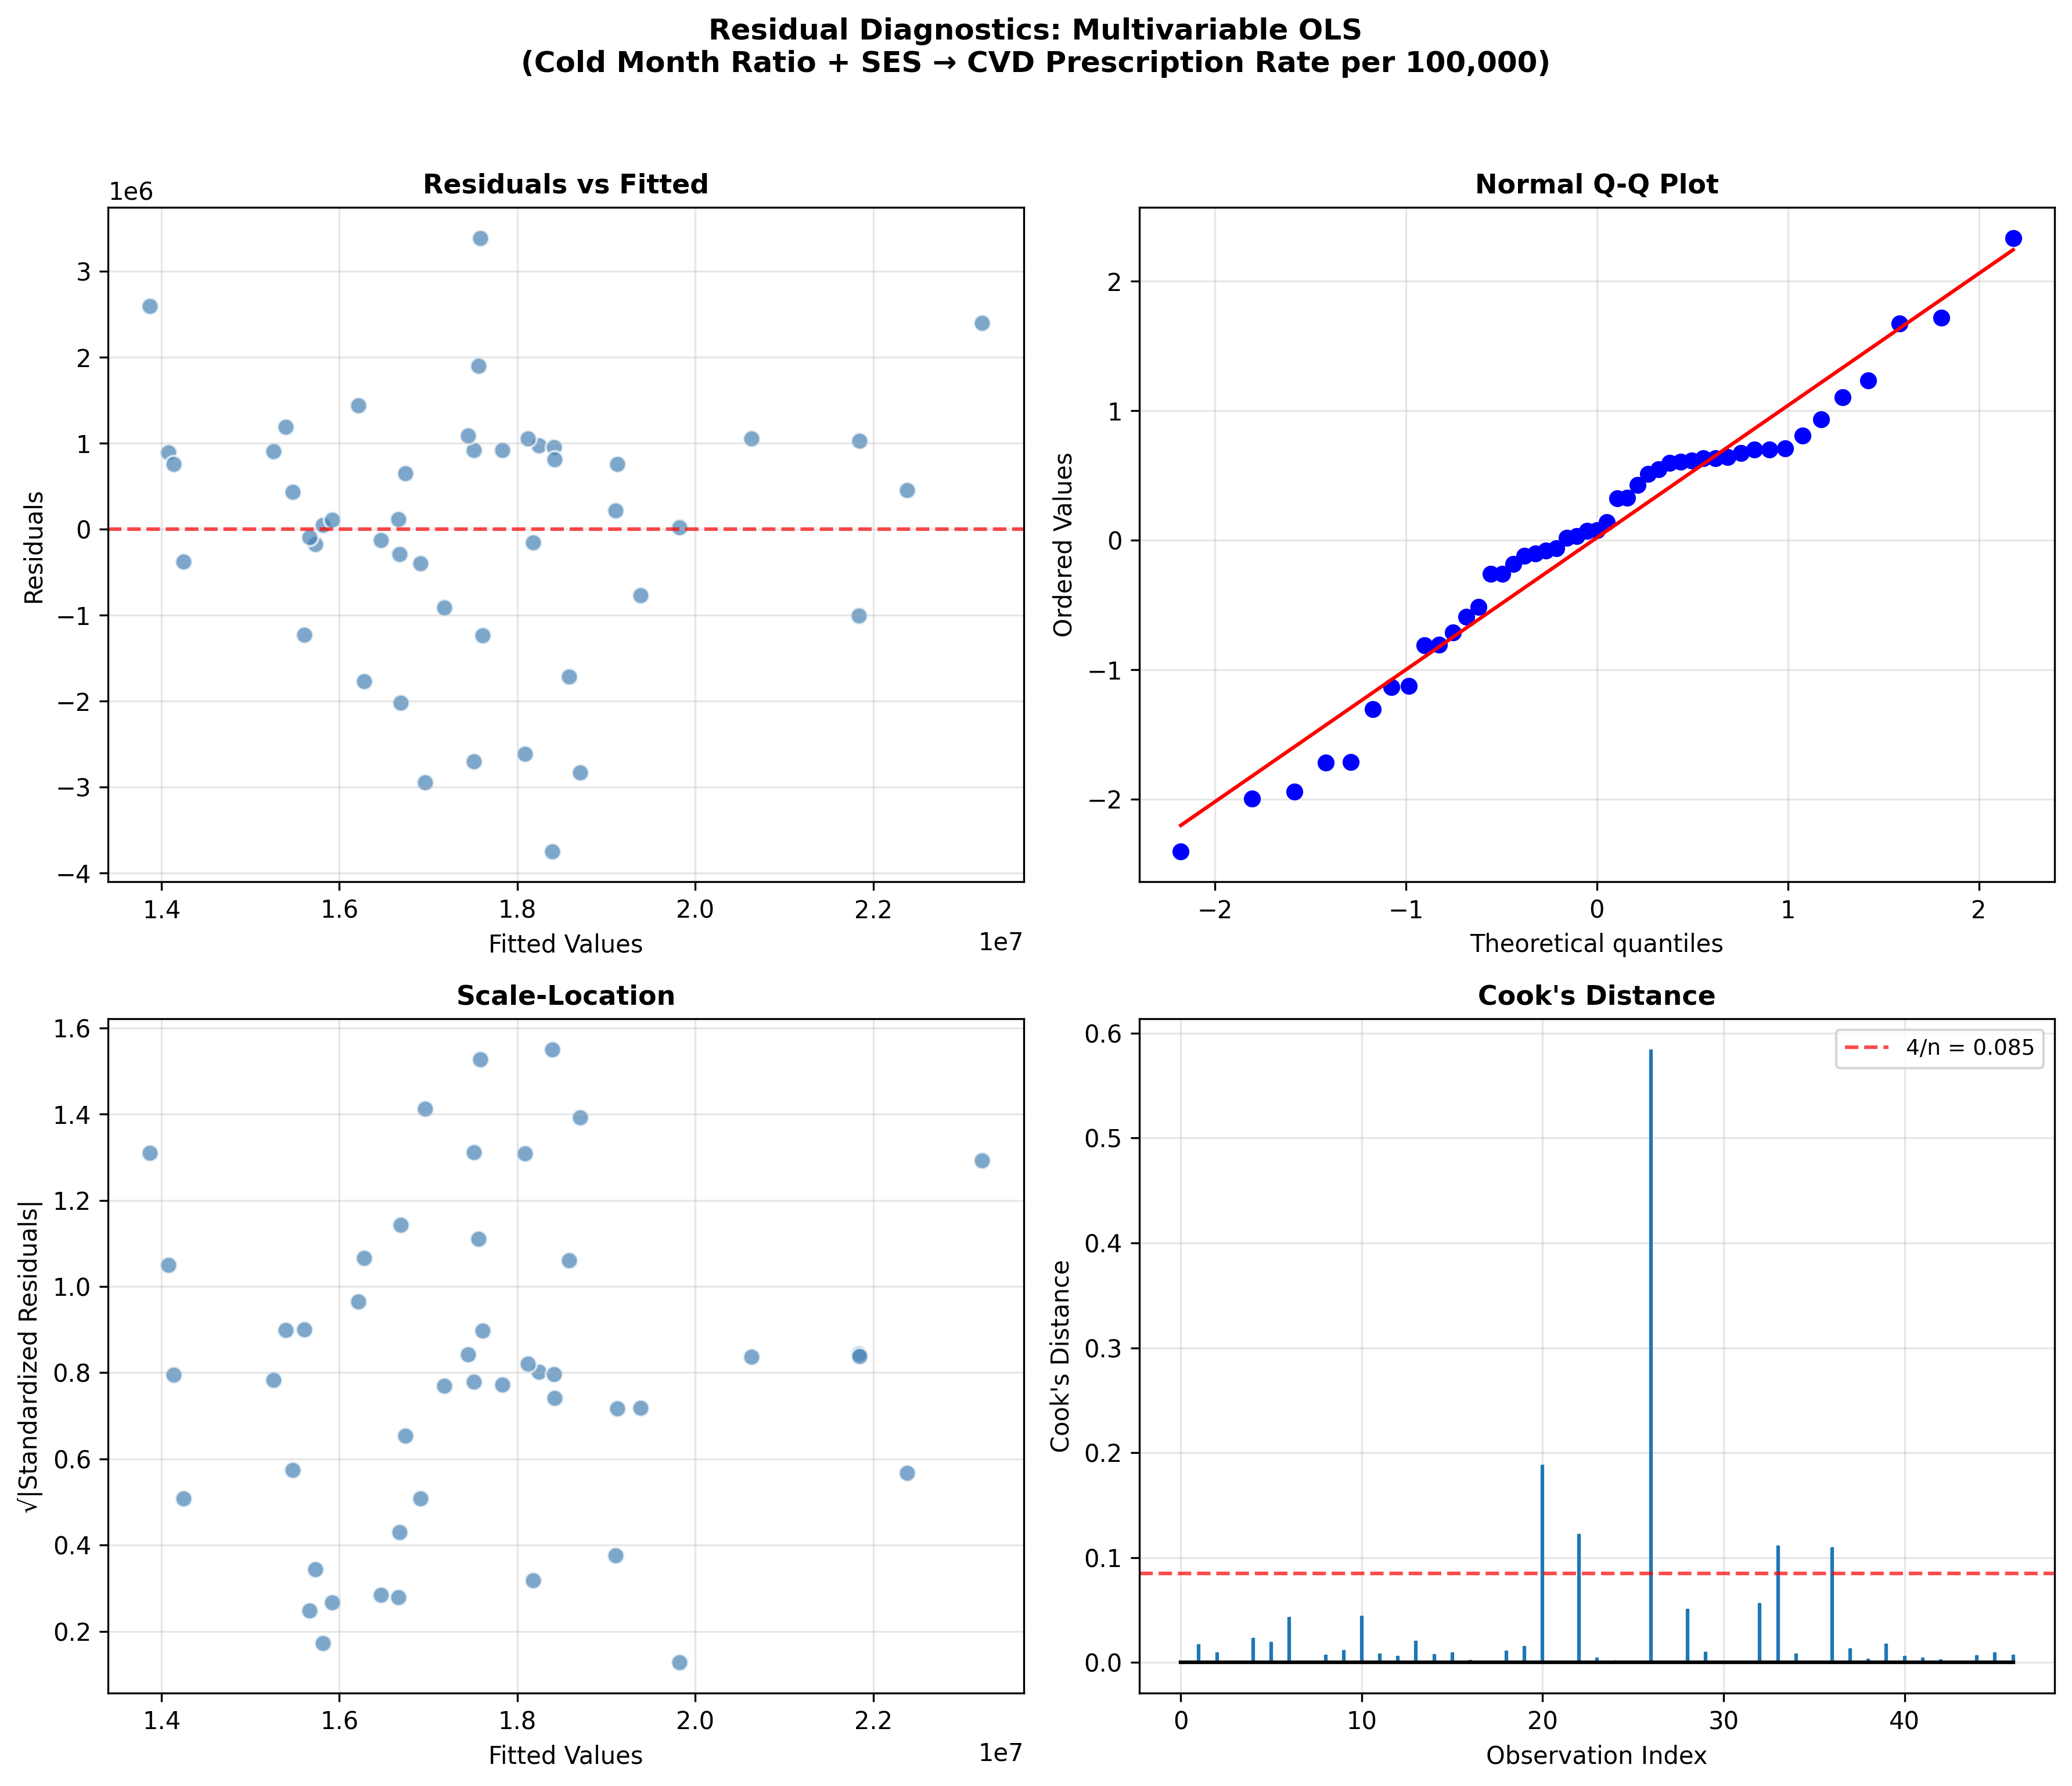 Residual Diagnostics: Multivariable OLS
(Cold Month Ratio + SES → CVD Prescription Rate per 100,000)
Residuals vs Fitted
1e6
3
2
1
0
−1
−2
−3
−4
Residuals
1.4 1.6 1.8 2.0 2.2
Fitted Values
1e7
Normal Q-Q Plot
2
1
0
−1
−2
Ordered Values
−2 −1 0 1 2
Theoretical quantiles
Scale-Location
1.6
1.4
1.2
1.0
0.8
0.6
0.4
0.2
√|Standardized Residuals|
1.4 1.6 1.8 2.0 2.2
Fitted Values
1e7
Cook's Distance
4/n = 0.085
0.6
0.5
0.4
0.3
0.2
0.1
0.0
Cook's Distance
0 10 20 30 40
Observation Index